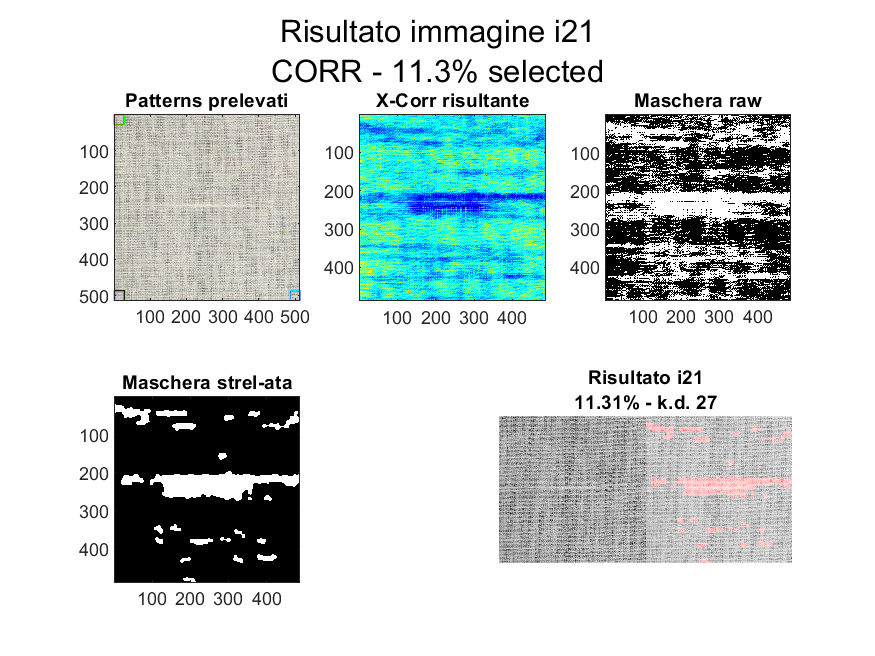 Risultato immagine i21
CORR - 11.3% selected
Patterns prelevati
100
200
300
400
500
100 200 300 400 500
X-Corr risultante
100
200
300
400
100 200 300 400
Maschera raw
100
200
300
400
100 200 300 400
Maschera strel-ata
100
200
300
400
100 200 300 400
Risultato i21
11.31% - k.d. 27